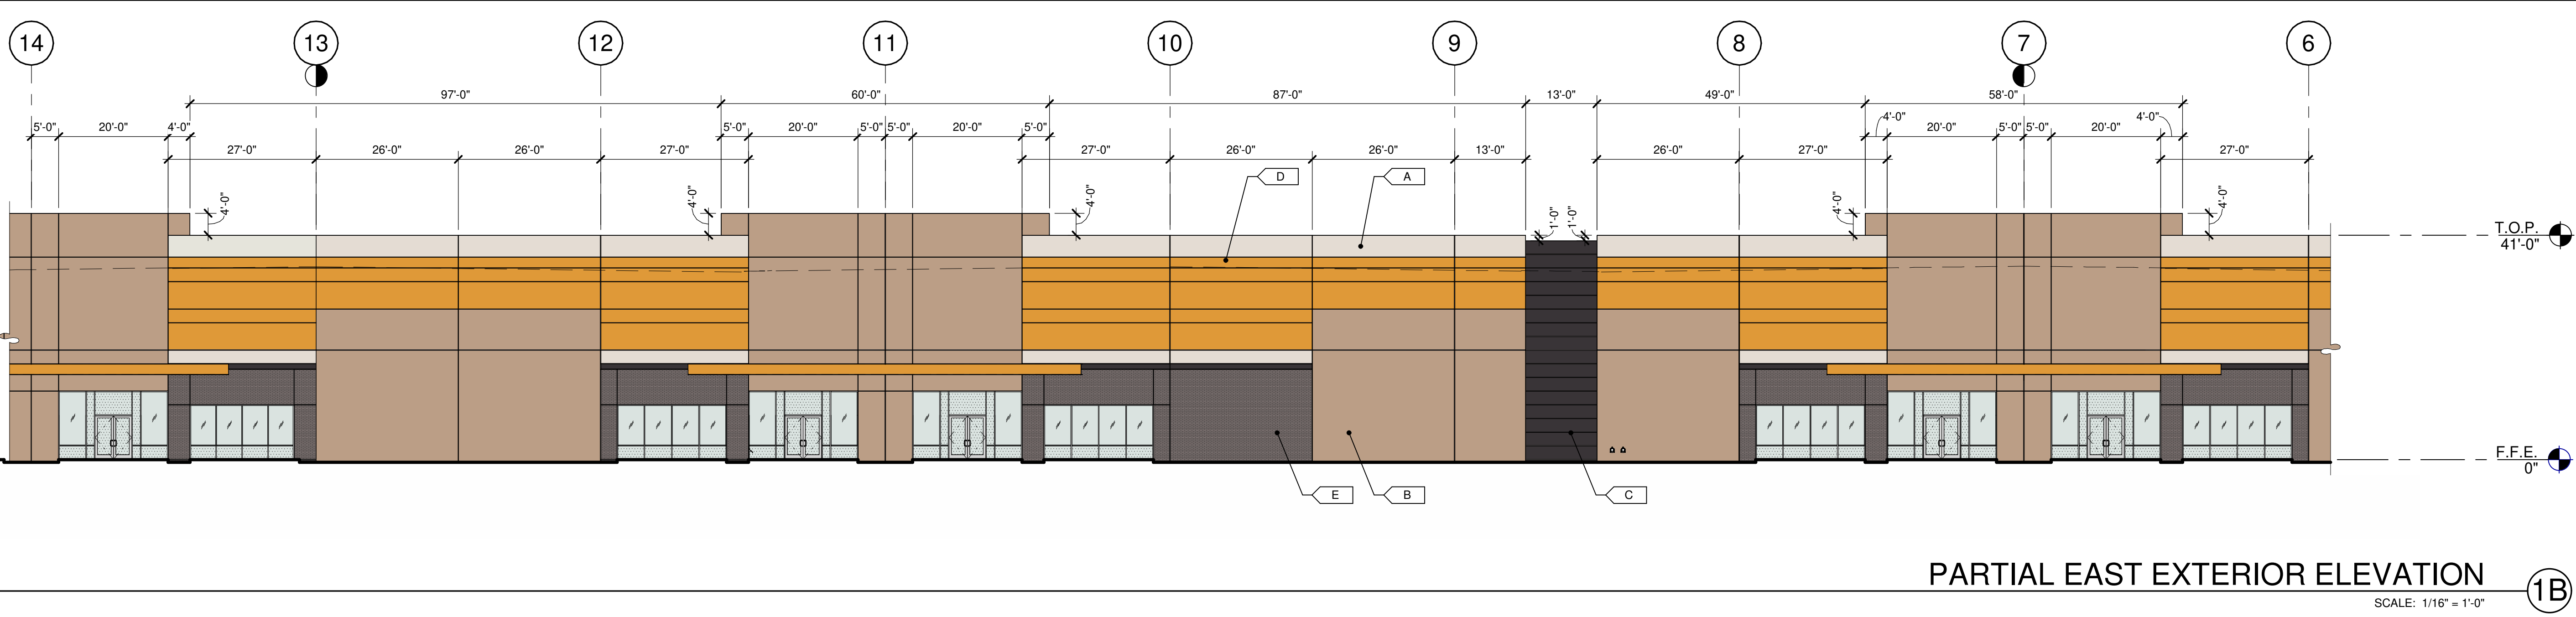 14 13 12 11 10 9 8 7 6
97'-0" 60'-0" 87'-0" 13'-0" 49'-0" 58'-0"
5'-0" 20'-0" 4'-0" 5'-0" 20'-0" 5'-0" 5'-0" 20'-0" 5'-0" 4'-0" 20'-0" 5'-0" 5'-0" 20'-0" 4'-0"
27'-0" 26'-0" 26'-0" 27'-0" 27'-0" 26'-0" 26'-0" 13'-0" 26'-0" 27'-0" 27'-0"
D A
4'-0" 4'-0" 4'-0" 1'-0" 1'-0" 4'-0" 4'-0"
T.O.P.
41'-0"
F.F.E.
0"
E B C
PARTIAL EAST EXTERIOR ELEVATION
1B
SCALE: 1/16" = 1'-0"